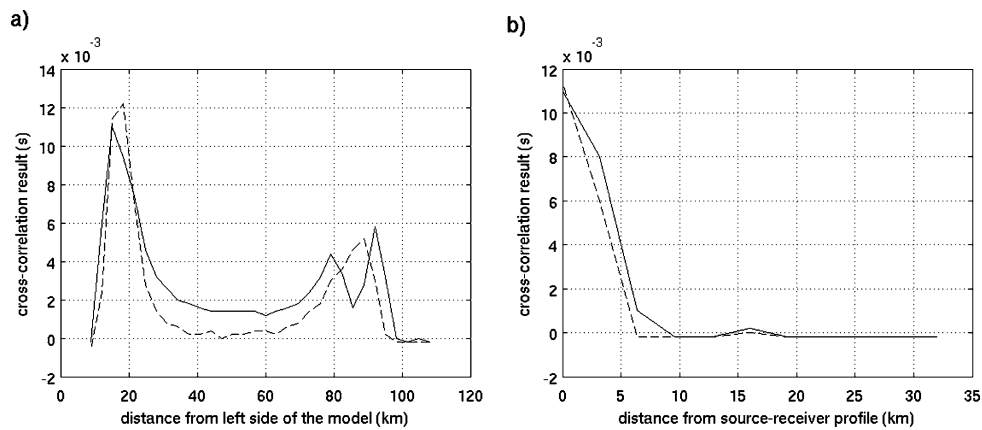 a)
x 10^-3
14
12
10
8
6
4
2
0
-2
cross-correlation result (s)
0 20 40 60 80 100 120
distance from left side of the model (km)
b)
x 10^-3
12
10
8
6
4
2
0
-2
cross-correlation result (s)
0 5 10 15 20 25 30 35
distance from source-receiver profile (km)